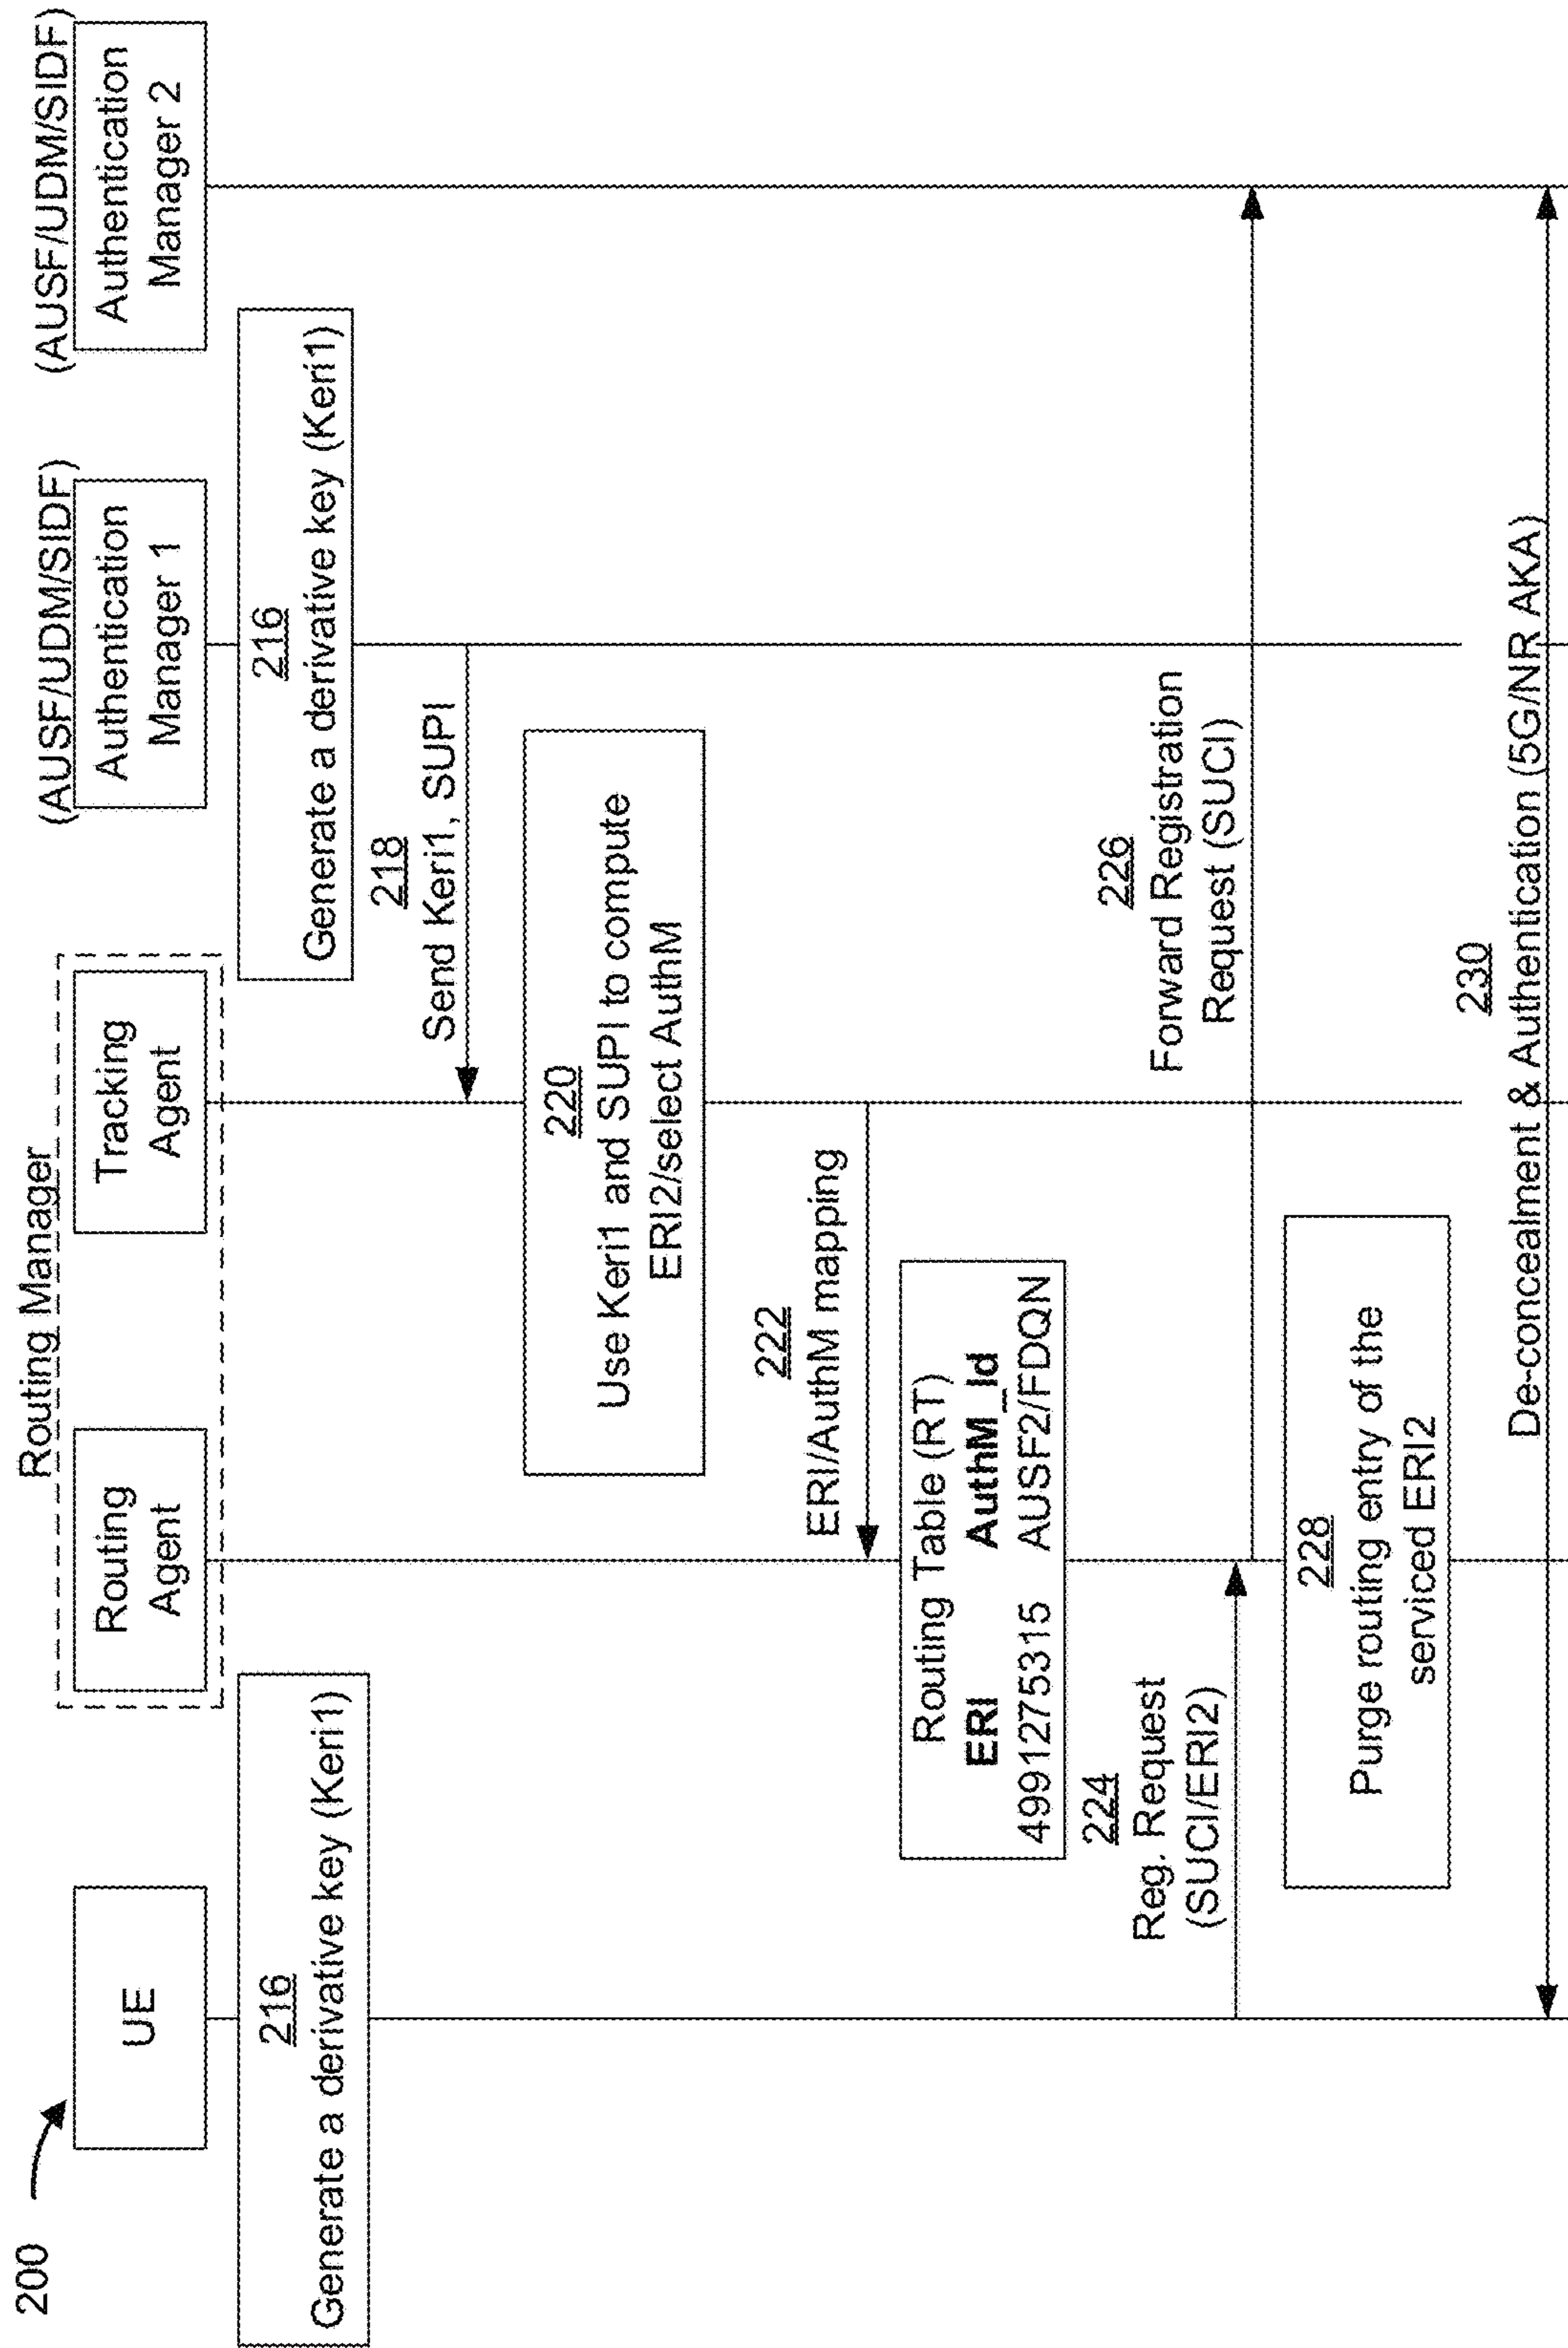 200
Routing Manager
(AUSF/UDM/SIDF)
(AUSF/UDM/SIDF)
UE
Routing
Agent
Tracking
Agent
Authentication
Manager 1
Authentication
Manager 2
216
Generate a derivative key (Keri1)
216
Generate a derivative key (Keri1)
218
Send Keri1, SUPI
220
Use Keri1 and SUPI to compute
ERI2/select AuthM
222
ERI/AuthM mapping
Routing Table (RT)
ERI AuthM_Id
4991275315 AUSF2/FDQN
224
Reg. Request
(SUCI/ERI2)
226
Forward Registration
Request (SUCI)
228
Purge routing entry of the
serviced ERI2
230
De-concealment & Authentication (5G/NR AKA)